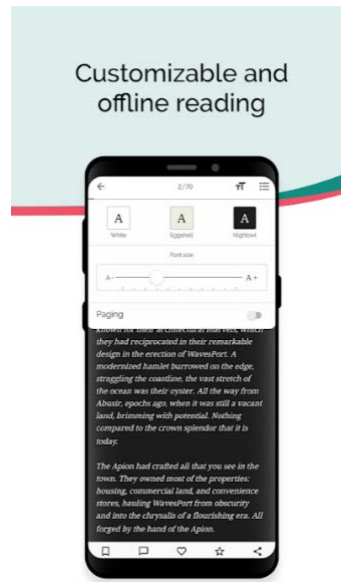 Customizable and
offline reading
2/70
A A A
White Eggshell Nightowl
Font size
A - A +
Paging
known for their architectural marvels, which
they had reciprocated in their remarkable
design in the erection of WavesPort. A
modernized hamlet burrowed on the edge,
straggling the coastline, the vast stretch of
the ocean was their oyster. All the way from
Abusir, epochs ago, when it was still a vacant
land, brimming with potential. Nothing
compared to the crown splendor that it is
today.
The Apion had crafted all that you see in the
town. They owned most of the properties:
housing, commercial land, and convenience
stores, hauling WavesPort from obscurity
and into the chrysalis of a flourishing era. All
forged by the hand of the Apion.